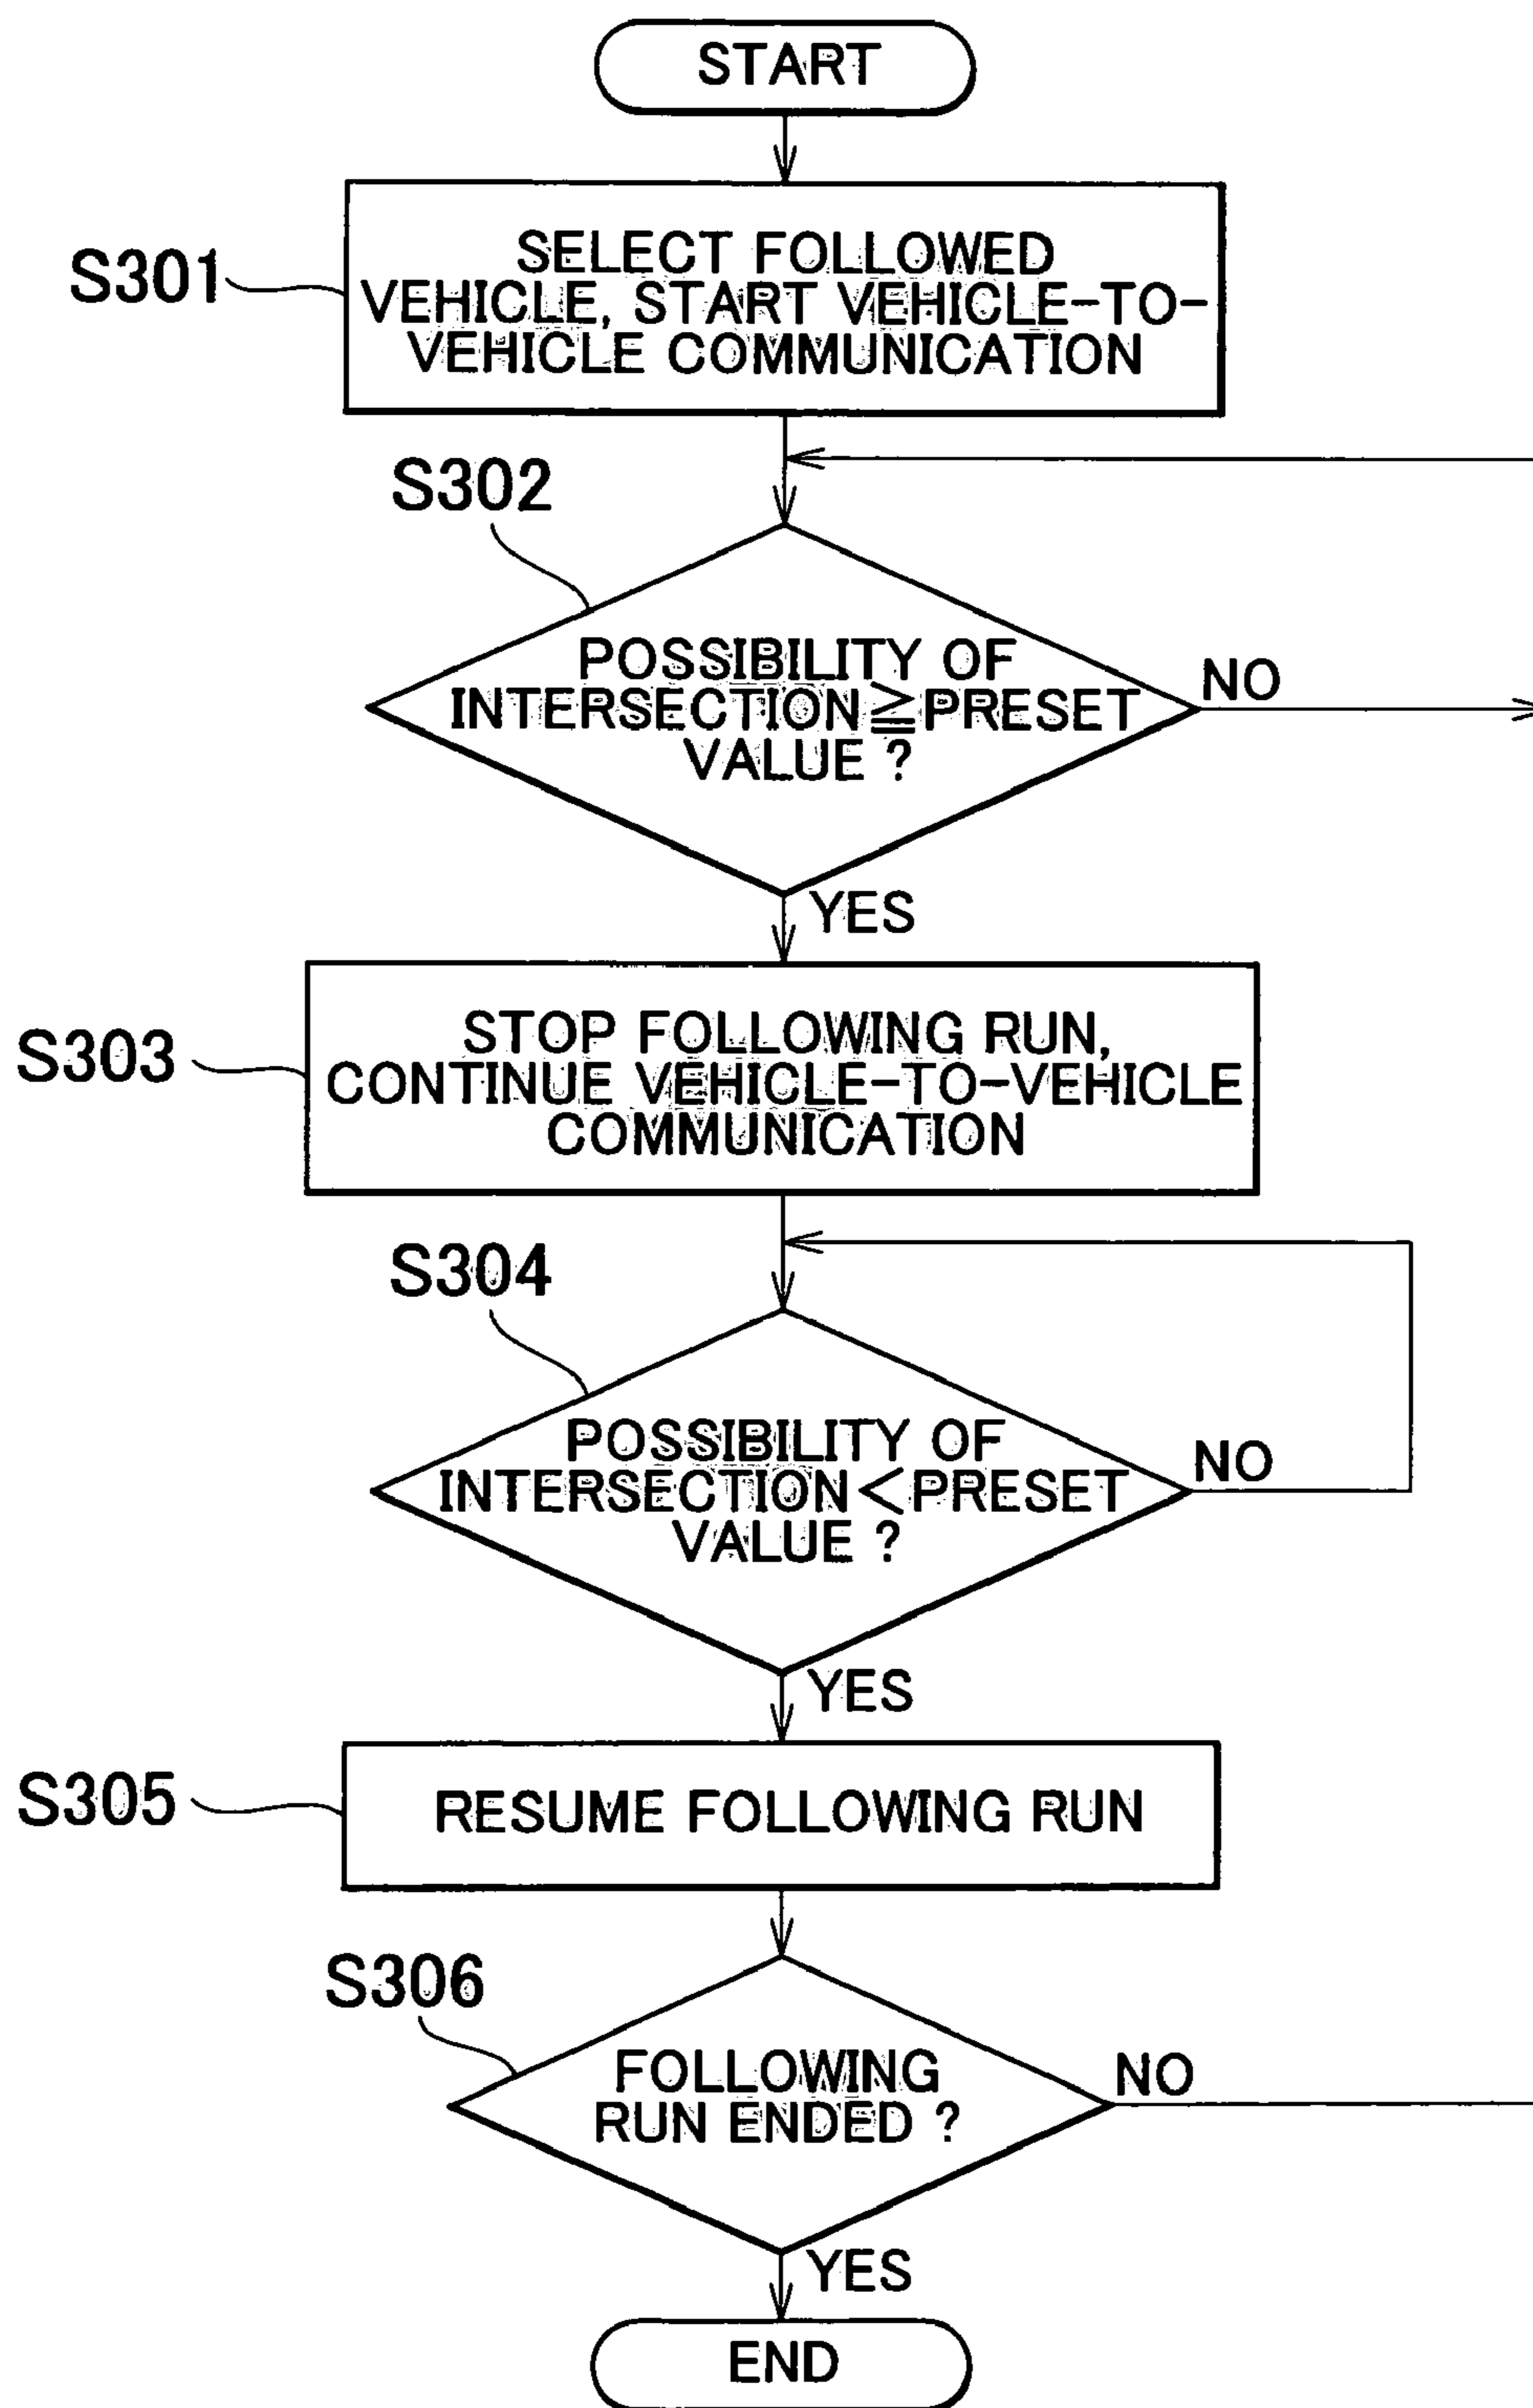 START
S301
SELECT FOLLOWED
VEHICLE, START VEHICLE-TO-
VEHICLE COMMUNICATION
S302
POSSIBILITY OF
INTERSECTION≧PRESET
VALUE ?
NO
YES
S303
STOP FOLLOWING RUN,
CONTINUE VEHICLE-TO-VEHICLE
COMMUNICATION
S304
POSSIBILITY OF
INTERSECTION<PRESET
VALUE ?
NO
YES
S305
RESUME FOLLOWING RUN
S306
FOLLOWING
RUN ENDED ?
NO
YES
END